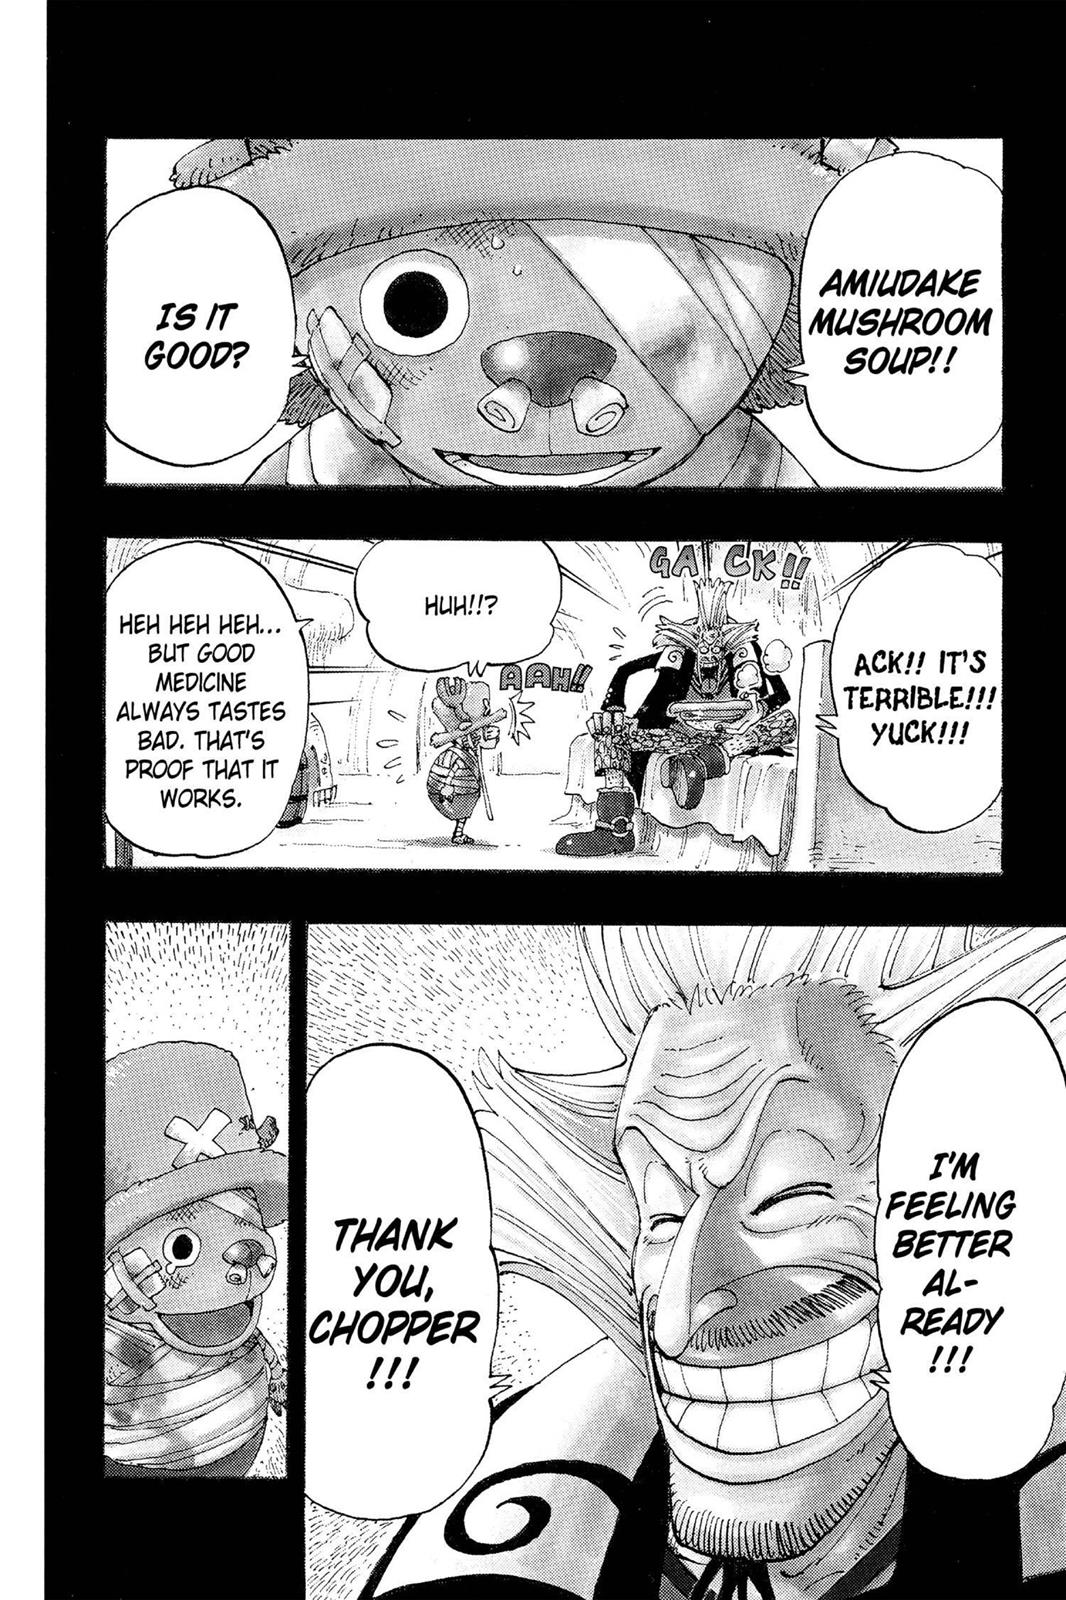 AMIUDAKE
MUSHROOM
SOUP!!
IS IT
GOOD?
GACK!!
ACK!! IT'S
TERRIBLE!!!
YUCK!!!
HUH!!?
AAH!!
HEH HEH HEH...
BUT GOOD
MEDICINE
ALWAYS TASTES
BAD. THAT'S
PROOF THAT IT
WORKS.
I'M
FEELING
BETTER
AL-
READY
!!!
THANK
YOU,
CHOPPER
!!!